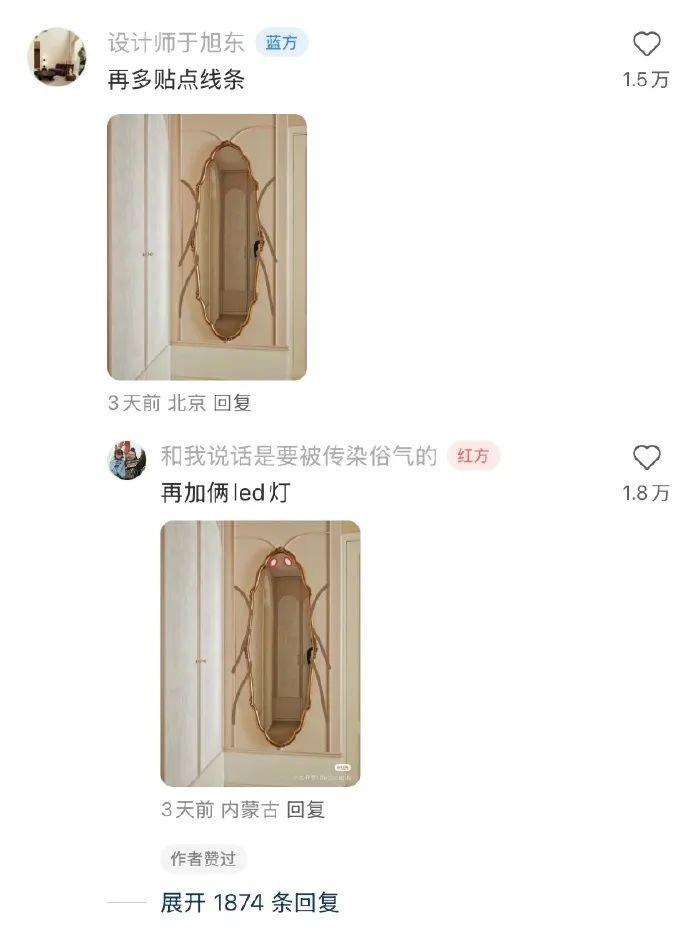 设计师于旭东 蓝方
再多贴点线条
1.5万
3天前 北京 回复
和我说话是要被传染俗气的 红方
再加俩led灯
1.8万
3天前 内蒙古 回复
作者赞过
展开 1874 条回复